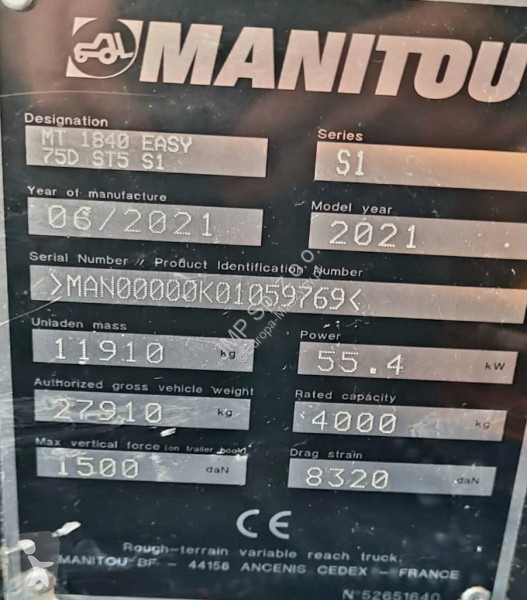 MANITOU
Designation
MT 1840 EASY
75D ST5 S1
Series
S1
Year of manufacture
06/2021
Model year
2021
Serial Number // Product Identification Number
>MAN00000K01059769<
Unladen mass
11910 kg
Power
55.4 kW
Authorized gross vehicle weight
27910 kg
Rated capacity
4000 kg
Max vertical force (on trailer hook)
1500 daN
Drag strain
8320 daN
CE
Rough-terrain variable reach truck
MANITOU BF - 44158 ANCENIS CEDEX - FRANCE
N°52651640